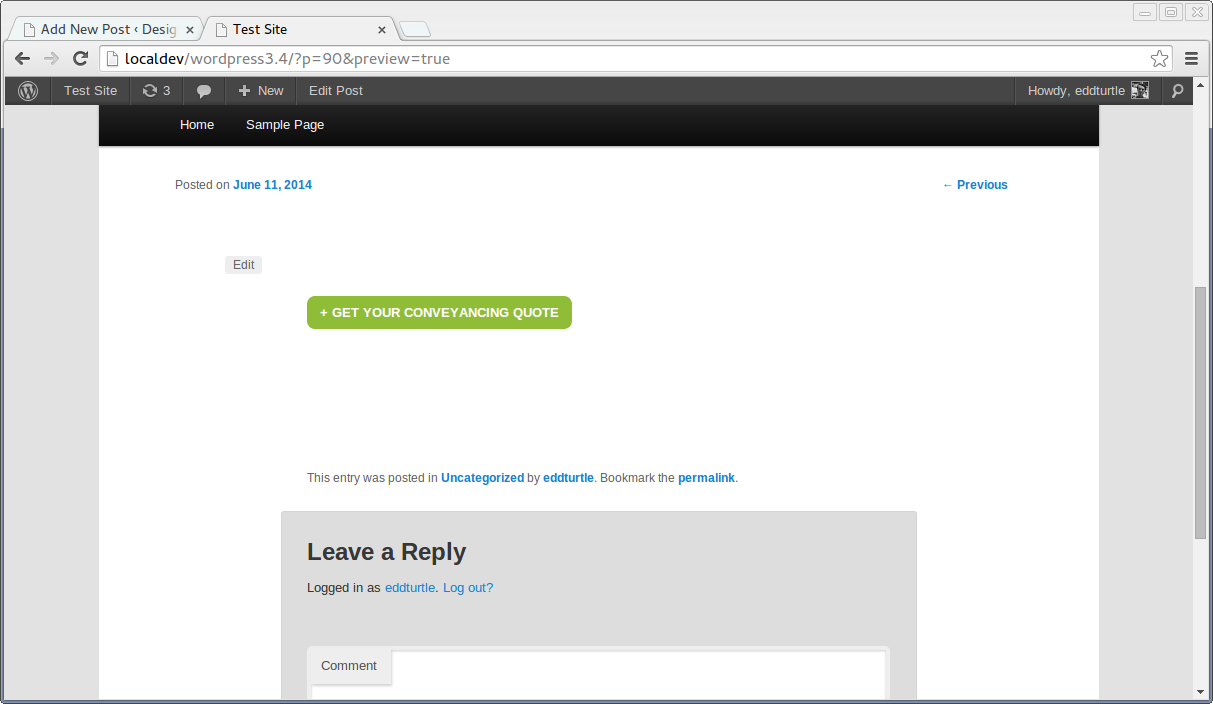 Add New Post ‹ Desig
Test Site
localdev/wordpress3.4/?p=90&preview=true
Test Site 3 New Edit Post Howdy, eddturtle
Home Sample Page
Posted on June 11, 2014 ← Previous
Edit
+ GET YOUR CONVEYANCING QUOTE
This entry was posted in Uncategorized by eddturtle. Bookmark the permalink.
Leave a Reply
Logged in as eddturtle. Log out?
Comment